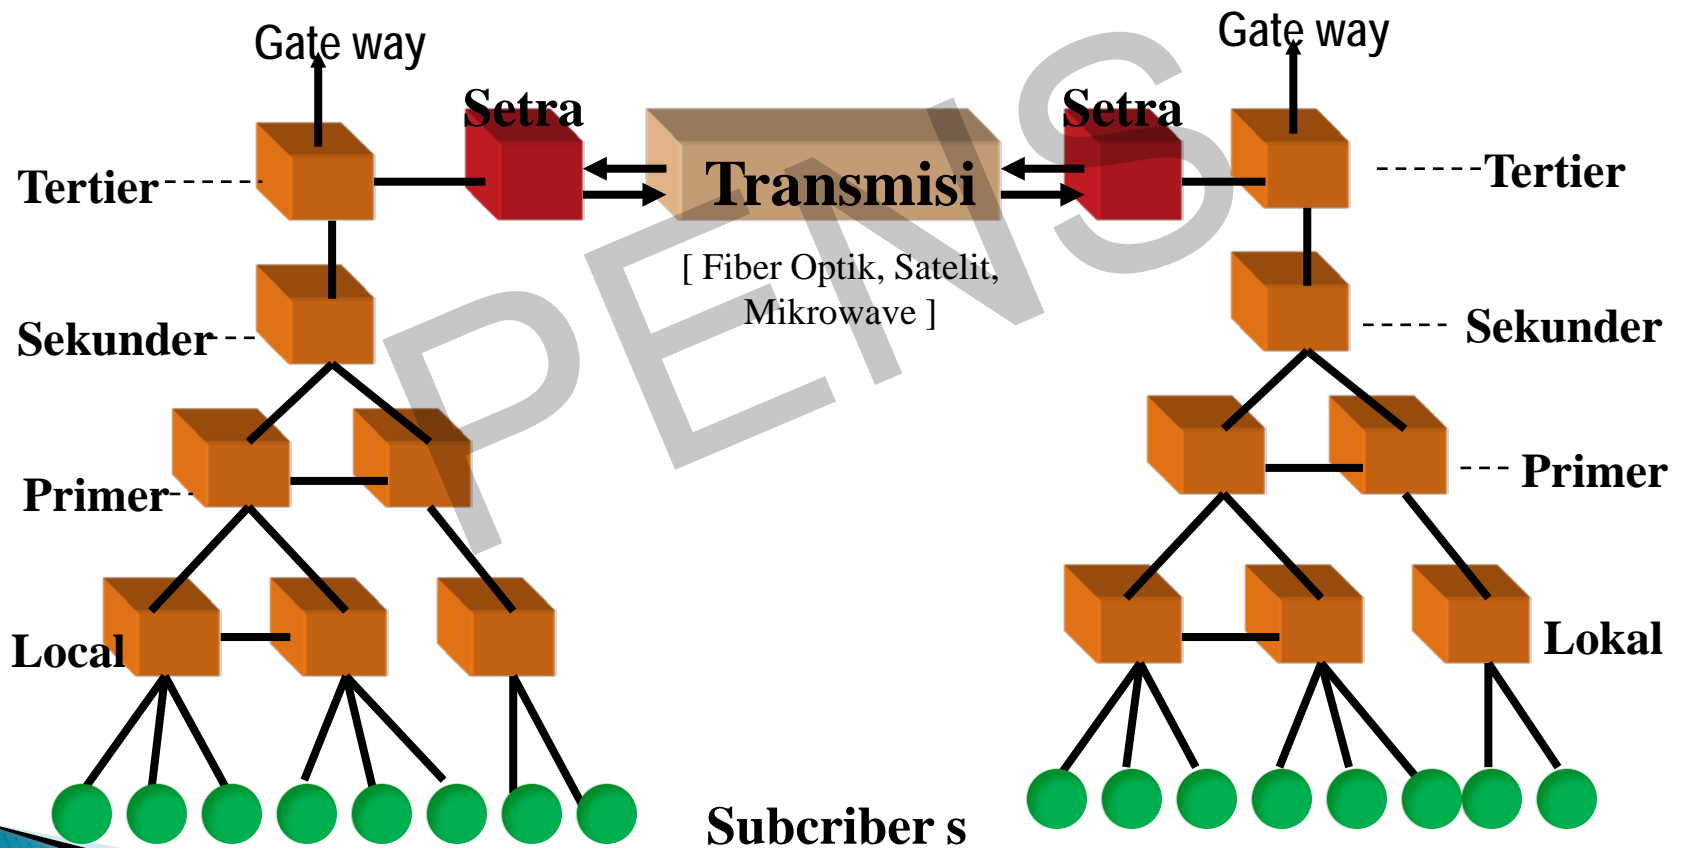 Gate way
Gate way
Setra
Setra
Tertier
Transmisi
Tertier
[ Fiber Optik, Satelit,
Mikrowave ]
Sekunder
Sekunder
PENS
Primer
Primer
Local
Lokal
Subcriber s